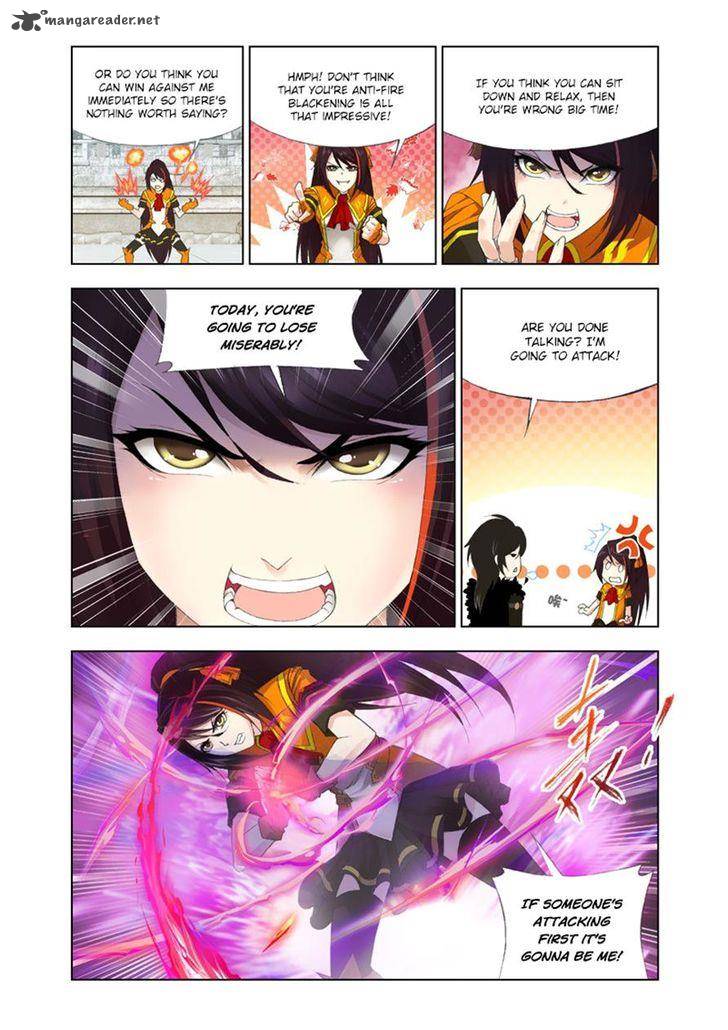 mangareader.net
OR DO YOU THINK YOU
CAN WIN AGAINST ME
IMMEDIATELY SO THERE'S
NOTHING WORTH SAYING?
HMPH! DON'T THINK
THAT YOU'RE ANTI-FIRE
BLACKENING IS ALL
THAT IMPRESSIVE!
IF YOU THINK YOU CAN SIT
DOWN AND RELAX, THEN
YOU'RE WRONG BIG TIME!
TODAY, YOU'RE
GOING TO LOSE
MISERABLY!
ARE YOU DONE
TALKING? I'M
GOING TO ATTACK!
唉~
IF SOMEONE'S
ATTACKING
FIRST IT'S
GONNA BE ME!